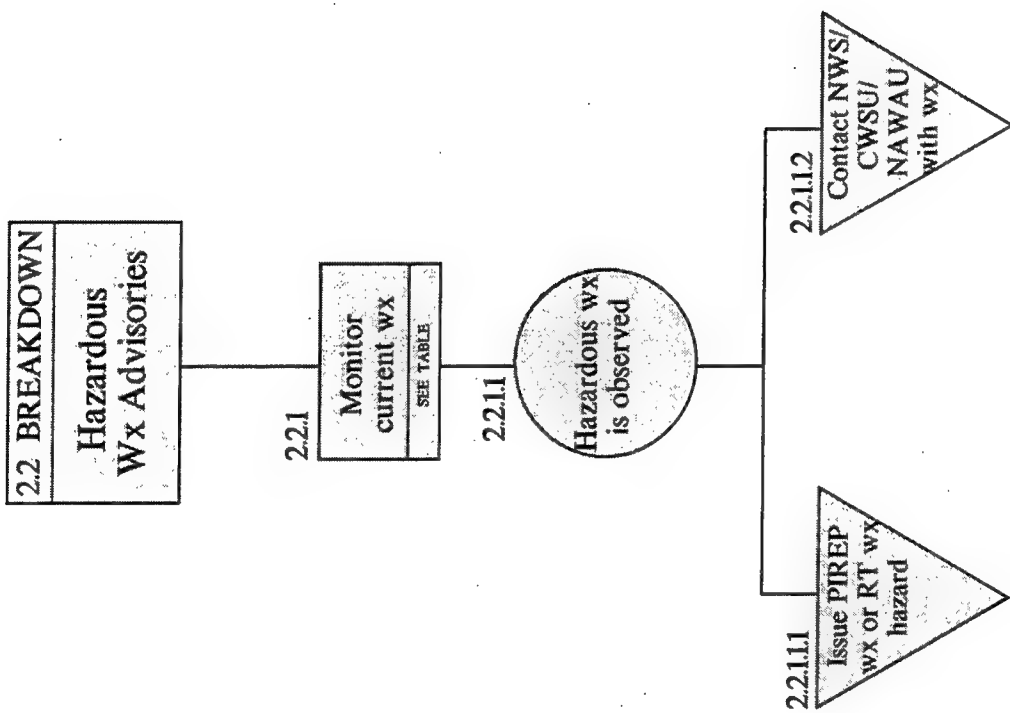 2.2 BREAKDOWN
Hazardous
Wx Advisories
2.2.1
Monitor
current wx
SEE TABLE
2.2.1.1
Hazardous wx
is observed
2.2.1.1.1
Issue PIREP
wx or RT wx
hazard
2.2.1.1.2
Contact NWS/
CWSU/
NAWAU
with wx